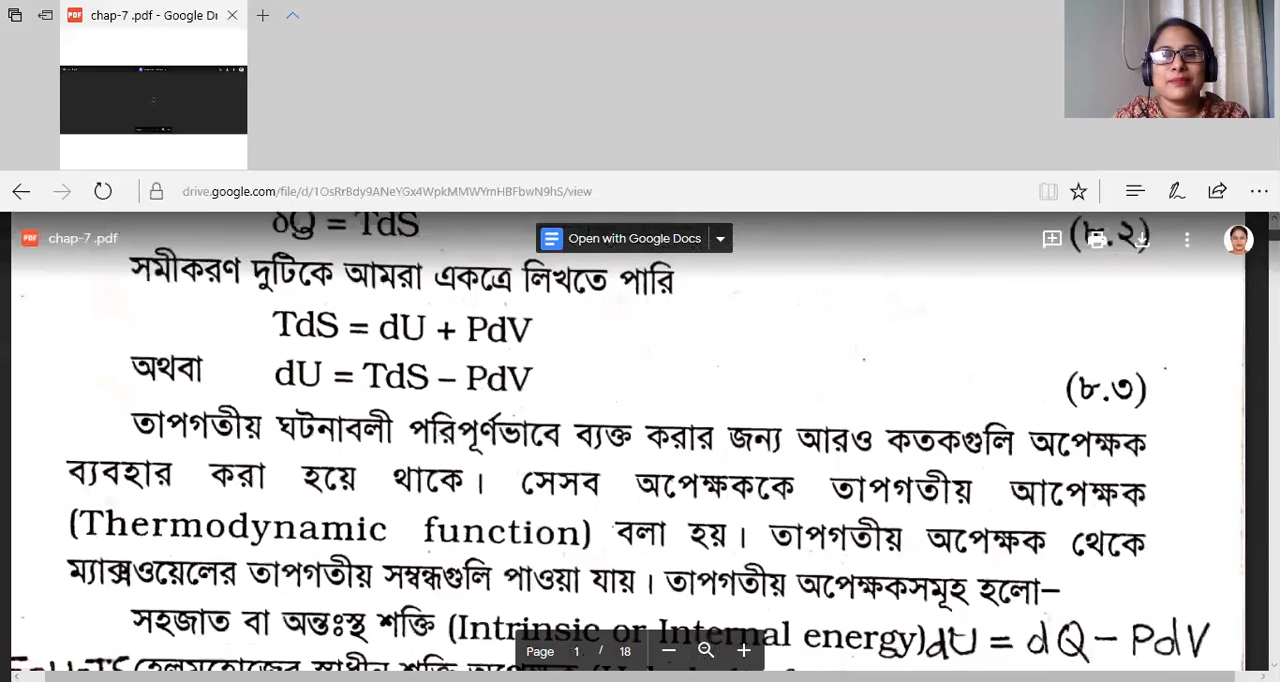 chap-7 .pdf - Google Dr
drive.google.com/file/d/1OsRrBdy9ANeYGx4WpkMMWYmHBFbwN9hS/view
δQ = TdS (৮.২)
chap-7 .pdf
Open with Google Docs
সমীকরণ দুটিকে আমরা একত্রে লিখতে পারি
TdS = dU + PdV
অথবা dU = TdS – PdV (৮.৩)
তাপগতীয় ঘটনাবলী পরিপূর্ণভাবে ব্যক্ত করার জন্য আরও কতকগুলি অপেক্ষক
ব্যবহার করা হয়ে থাকে। সেসব অপেক্ষককে তাপগতীয় আপেক্ষক
(Thermodynamic function) বলা হয়। তাপগতীয় অপেক্ষক থেকে
ম্যাক্সওয়েলের তাপগতীয় সম্বন্ধগুলি পাওয়া যায়। তাপগতীয় অপেক্ষকসমূহ হলো–
সহজাত বা অন্তঃস্থ শক্তি (Intrinsic or Internal energy) dU = dQ – PdV
Page 1 / 18